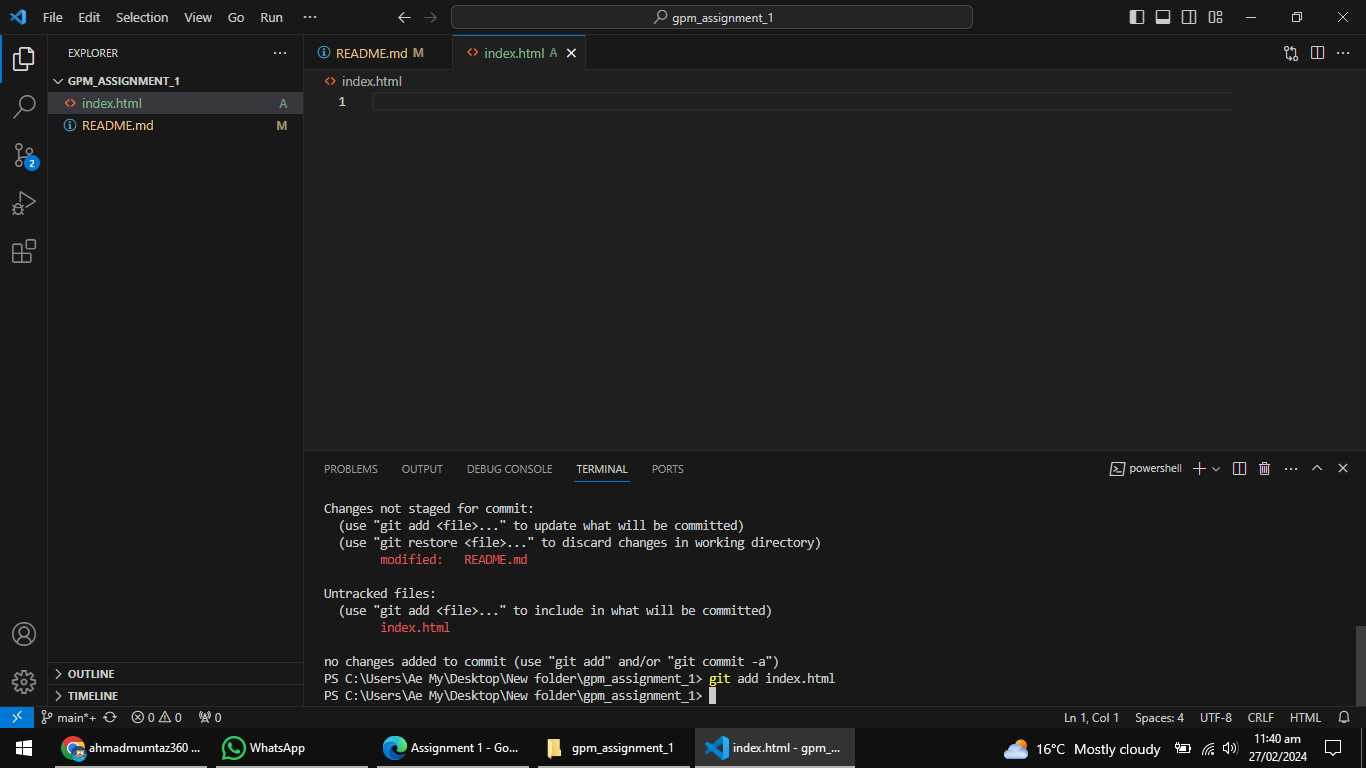 File Edit Selection View Go Run ···
gpm_assignment_1
EXPLORER ···
GPM_ASSIGNMENT_1
index.html A
README.md M
OUTLINE
TIMELINE
README.md M index.html A
index.html
1
PROBLEMS OUTPUT DEBUG CONSOLE TERMINAL PORTS powershell
Changes not staged for commit:
(use "git add <file>..." to update what will be committed)
(use "git restore <file>..." to discard changes in working directory)
modified: README.md
Untracked files:
(use "git add <file>..." to include in what will be committed)
index.html
no changes added to commit (use "git add" and/or "git commit -a")
PS C:\Users\Ae My\Desktop\New folder\gpm_assignment_1> git add index.html
PS C:\Users\Ae My\Desktop\New folder\gpm_assignment_1>
2
main*+ 0 0 0 Ln 1, Col 1 Spaces: 4 UTF-8 CRLF HTML
ahmadmumtaz360 ... WhatsApp Assignment 1 - Go... gpm_assignment_1 index.html - gpm_... 16°C Mostly cloudy 11:40 am
27/02/2024